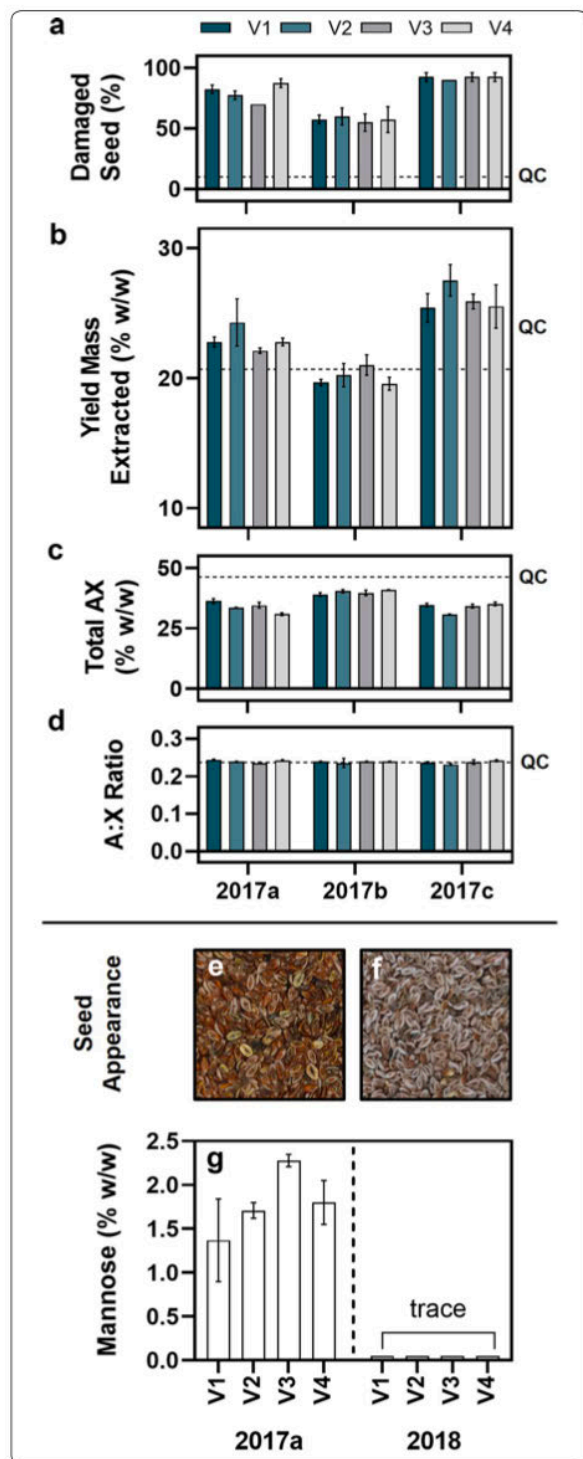 a
V1 V2 V3 V4
Damaged
Seed (%)
100
50
0
QC
b
Yield Mass
Extracted (% w/w)
30
20
10
QC
c
Total AX
(% w/w)
50
25
0
QC
d
A:X Ratio
0.3
0.2
0.1
0.0
QC
2017a 2017b 2017c
Seed
Appearance
e f
g
Mannose (% w/w)
2.5
2.0
1.5
1.0
0.5
0.0
trace
V1 V2 V3 V4 V1 V2 V3 V4
2017a 2018